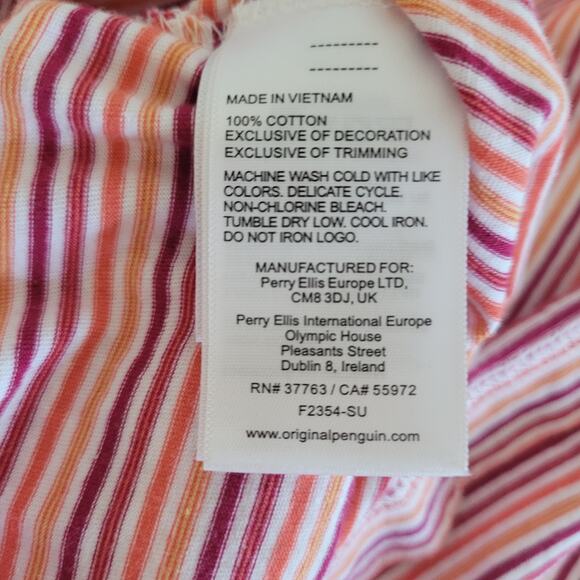 MADE IN VIETNAM
100% COTTON
EXCLUSIVE OF DECORATION
EXCLUSIVE OF TRIMMING
MACHINE WASH COLD WITH LIKE
COLORS. DELICATE CYCLE.
NON-CHLORINE BLEACH.
TUMBLE DRY LOW. COOL IRON.
DO NOT IRON LOGO.
MANUFACTURED FOR:
Perry Ellis Europe LTD,
CM8 3DJ, UK
Perry Ellis International Europe
Olympic House
Pleasants Street
Dublin 8, Ireland
RN# 37763 / CA# 55972
F2354-SU
www.originalpenguin.com